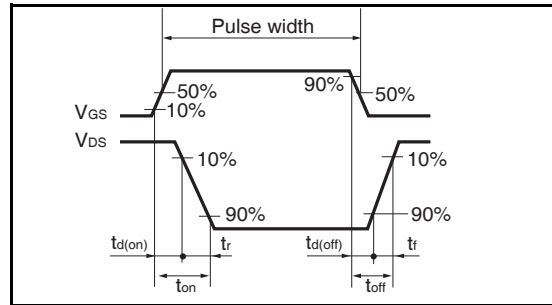 Pulse width
90%
50%
50%
10%
VGS
VDS
10%
10%
90%
90%
td(on)
tr
td(off)
tf
ton
toff